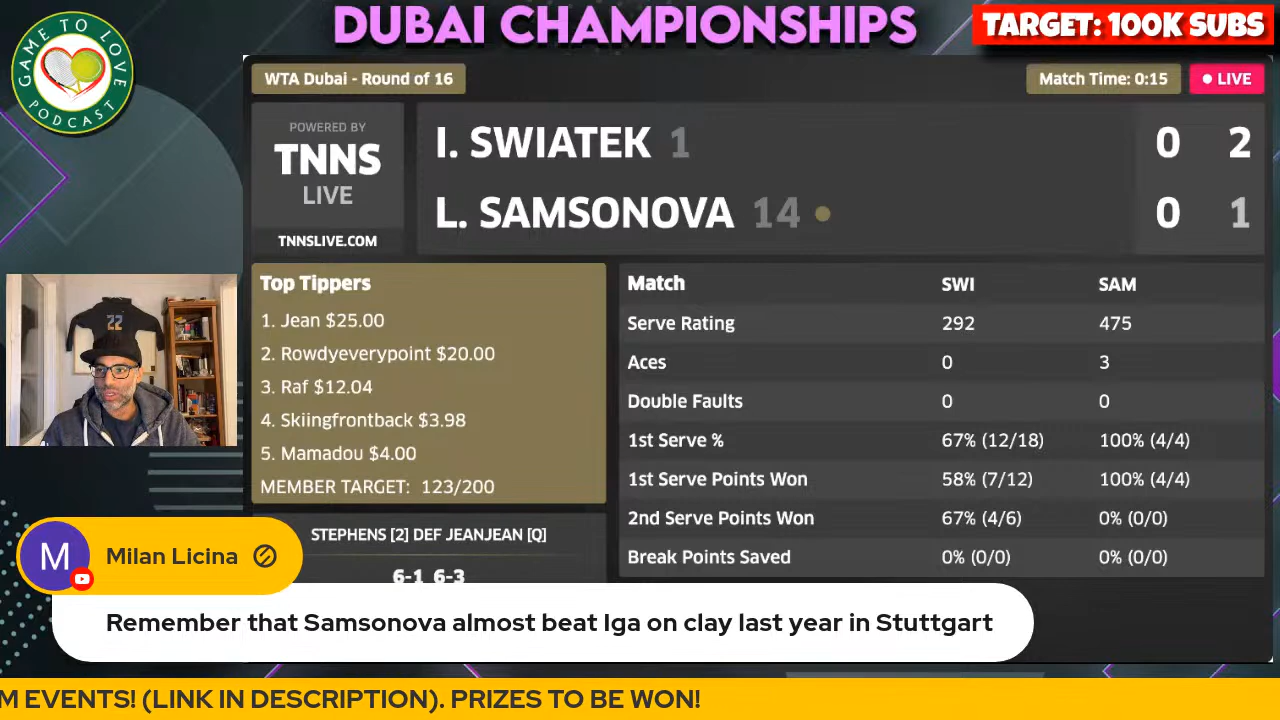 GAME TO LOVE
PODCAST
DUBAI CHAMPIONSHIPS
TARGET: 100K SUBS
WTA Dubai - Round of 16
Match Time: 0:15
LIVE
POWERED BY
TNNS
LIVE
TNNSLIVE.COM
I. SWIATEK 1 0 2
L. SAMSONOVA 14 0 1
22
Top Tippers
1. Jean $25.00
2. Rowdyeverypoint $20.00
3. Raf $12.04
4. Skiingfrontback $3.98
5. Mamadou $4.00
MEMBER TARGET: 123/200
STEPHENS [2] DEF JEANJEAN [Q]
6-1 6-3
Match SWI SAM
Serve Rating 292 475
Aces 0 3
Double Faults 0 0
1st Serve % 67% (12/18) 100% (4/4)
1st Serve Points Won 58% (7/12) 100% (4/4)
2nd Serve Points Won 67% (4/6) 0% (0/0)
Break Points Saved 0% (0/0) 0% (0/0)
M
Milan Licina
Remember that Samsonova almost beat Iga on clay last year in Stuttgart
M EVENTS! (LINK IN DESCRIPTION). PRIZES TO BE WON!